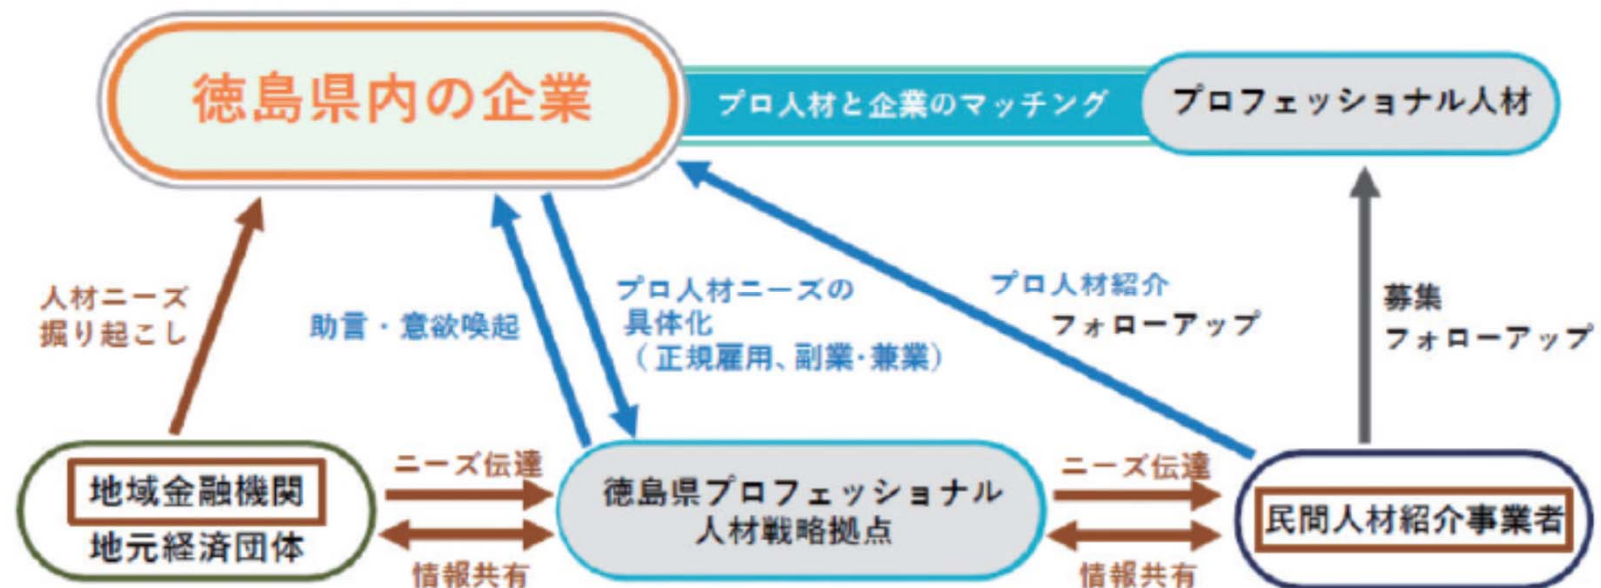 徳島県内の企業
プロ人材と企業のマッチング
プロフェッショナル人材
人材ニーズ
掘り起こし
助言・意欲喚起
プロ人材ニーズの
具体化
(正規雇用、副業・兼業)
プロ人材紹介
フォローアップ
募集
フォローアップ
地域金融機関
地元経済団体
ニーズ伝達
情報共有
徳島県プロフェッショナル
人材戦略拠点
ニーズ伝達
情報共有
民間人材紹介事業者